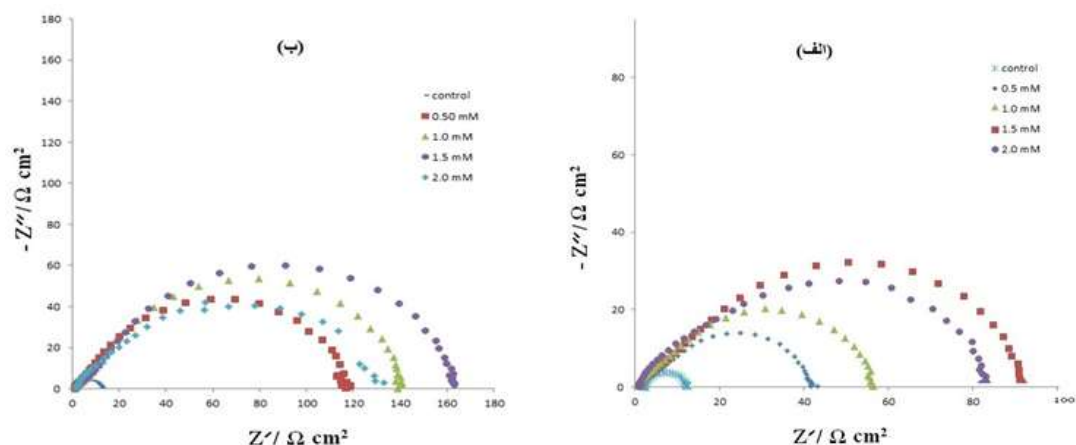 (ب)
- Z″/ Ω cm²
180
160
140
120
100
80
60
40
20
0
control
0.50 mM
1.0 mM
1.5 mM
2.0 mM
0 20 40 60 80 100 120 140 160 180
Z′/ Ω cm²
(الف)
- Z″/ Ω cm²
80
60
40
20
0
control
0.5 mM
1.0 mM
1.5 mM
2.0 mM
0 20 40 60 80 100
Z′/ Ω cm²